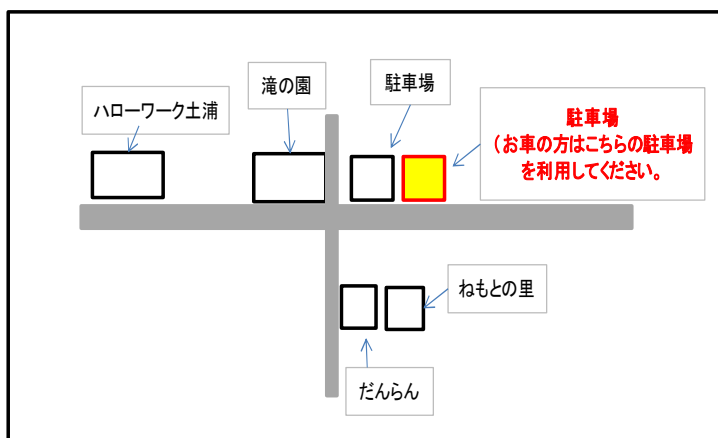 ハローワーク土浦
滝の園
駐車場
駐車場
（お車の方はこちらの駐車場
を利用してください。
ねもとの里
だんらん